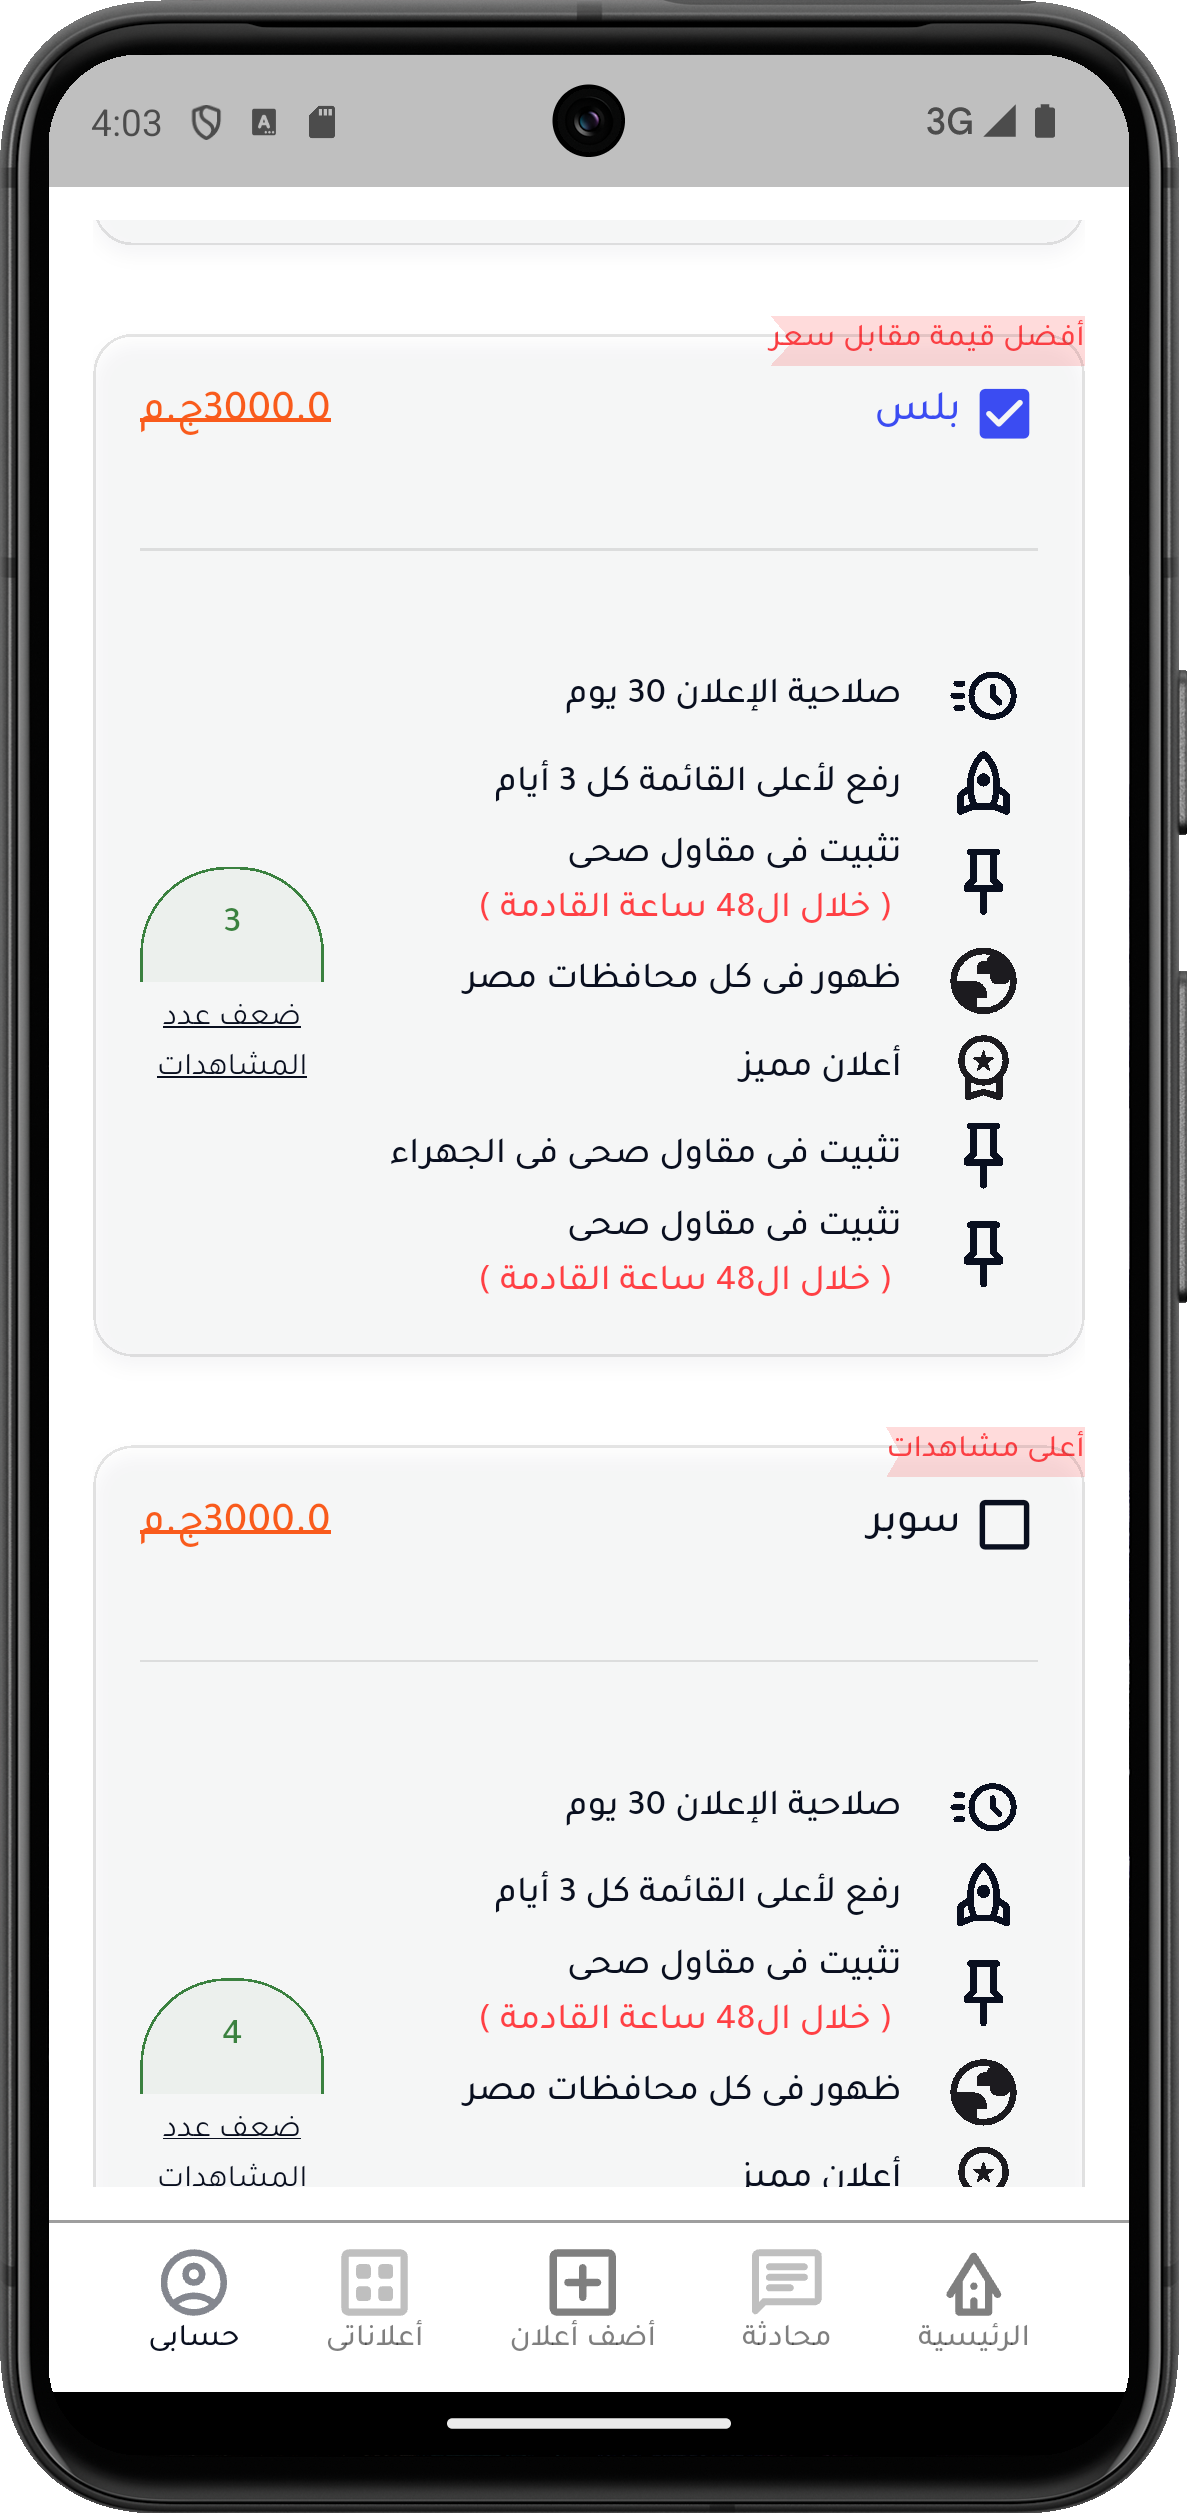 4:03
3G
أفضل قيمة مقابل سعر
بلس
3000.0ج.م
صلاحية الإعلان 30 يوم
رفع لأعلى القائمة كل 3 أيام
تثبيت فى مقاول صحى
( خلال ال48 ساعة القادمة )
3
ظهور فى كل محافظات مصر
ضعف عدد
المشاهدات
أعلان مميز
تثبيت فى مقاول صحى فى الجهراء
تثبيت فى مقاول صحى
( خلال ال48 ساعة القادمة )
أعلى مشاهدات
سوبر
3000.0ج.م
صلاحية الإعلان 30 يوم
رفع لأعلى القائمة كل 3 أيام
تثبيت فى مقاول صحى
( خلال ال48 ساعة القادمة )
4
ظهور فى كل محافظات مصر
ضعف عدد
المشاهدات
أعلان مميز
الرئيسية
محادثة
أضف أعلان
أعلاناتى
حسابى